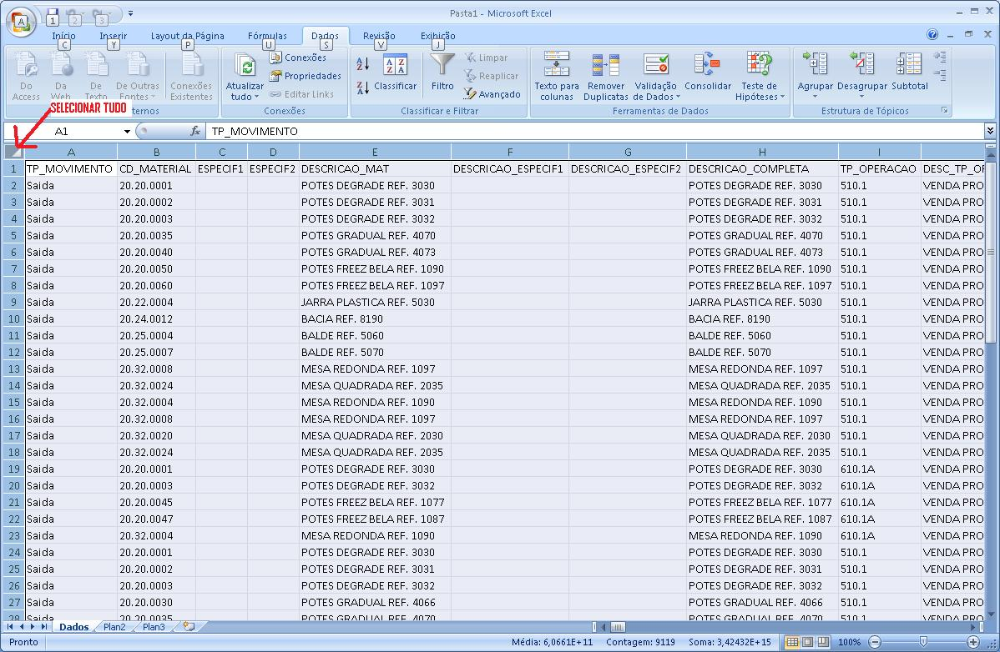 A
1 2 3
Pasta1 - Microsoft Excel
Início Inserir Layout da Página Fórmulas Dados Revisão Exibição
C Y P U S V J
Do Access
Da Web
De Texto
De Outras Fontes
Conexões Existentes
Atualizar tudo
Conexões
Propriedades
Editar Links
Classificar
Filtro
Limpar
Reaplicar
Avançado
Texto para colunas
Remover Duplicatas
Validação de Dados
Consolidar
Teste de Hipóteses
Agrupar
Desagrupar
Subtotal
Conexões Classificar e Filtrar Ferramenta de Dados Estrutura de Tópicos
SELECIONAR TUDO
A1 fx TP_MOVIMENTO
A B C D E F G H I
1 TP_MOVIMENTO CD_MATERIAL ESPECIF1 ESPECIF2 DESCRICAO_MAT DESCRICAO_ESPECIF1 DESCRICAO_ESPECIF2 DESCRICAO_COMPLETA TP_OPERACAO DESC_TP_OP
2 Saida 20.20.0001 POTES DEGRADE REF. 3030 POTES DEGRADE REF. 3030 510.1 VENDA PRO
3 Saida 20.20.0002 POTES DEGRADE REF. 3031 POTES DEGRADE REF. 3031 510.1 VENDA PRO
4 Saida 20.20.0003 POTES DEGRADE REF. 3032 POTES DEGRADE REF. 3032 510.1 VENDA PRO
5 Saida 20.20.0035 POTES GRADUAL REF. 4070 POTES GRADUAL REF. 4070 510.1 VENDA PRO
6 Saida 20.20.0040 POTES GRADUAL REF. 4073 POTES GRADUAL REF. 4073 510.1 VENDA PRO
7 Saida 20.20.0050 POTES FREEZ BELA REF. 1090 POTES FREEZ BELA REF. 1090 510.1 VENDA PRO
8 Saida 20.20.0060 POTES FREEZ BELA REF. 1097 POTES FREEZ BELA REF. 1097 510.1 VENDA PRO
9 Saida 20.22.0004 JARRA PLASTICA REF. 5030 JARRA PLASTICA REF. 5030 510.1 VENDA PRO
10 Saida 20.24.0012 BACIA REF. 8190 BACIA REF. 8190 510.1 VENDA PRO
11 Saida 20.25.0004 BALDE REF. 5060 BALDE REF. 5060 510.1 VENDA PRO
12 Saida 20.25.0007 BALDE REF. 5070 BALDE REF. 5070 510.1 VENDA PRO
13 Saida 20.32.0008 MESA REDONDA REF. 1097 MESA REDONDA REF. 1097 510.1 VENDA PRO
14 Saida 20.32.0024 MESA QUADRADA REF. 2035 MESA QUADRADA REF. 2035 510.1 VENDA PRO
15 Saida 20.32.0004 MESA REDONDA REF. 1090 MESA REDONDA REF. 1090 510.1 VENDA PRO
16 Saida 20.32.0008 MESA REDONDA REF. 1097 MESA REDONDA REF. 1097 510.1 VENDA PRO
17 Saida 20.32.0020 MESA QUADRADA REF. 2030 MESA QUADRADA REF. 2030 510.1 VENDA PRO
18 Saida 20.32.0024 MESA QUADRADA REF. 2035 MESA QUADRADA REF. 2035 510.1 VENDA PRO
19 Saida 20.20.0001 POTES DEGRADE REF. 3030 POTES DEGRADE REF. 3030 610.1A VENDA PRO
20 Saida 20.20.0003 POTES DEGRADE REF. 3032 POTES DEGRADE REF. 3032 610.1A VENDA PRO
21 Saida 20.20.0045 POTES FREEZ BELA REF. 1077 POTES FREEZ BELA REF. 1077 610.1A VENDA PRO
22 Saida 20.20.0047 POTES FREEZ BELA REF. 1087 POTES FREEZ BELA REF. 1087 610.1A VENDA PRO
23 Saida 20.32.0004 MESA REDONDA REF. 1090 MESA REDONDA REF. 1090 610.1A VENDA PRO
24 Saida 20.20.0001 POTES DEGRADE REF. 3030 POTES DEGRADE REF. 3030 510.1 VENDA PRO
25 Saida 20.20.0002 POTES DEGRADE REF. 3031 POTES DEGRADE REF. 3031 510.1 VENDA PRO
26 Saida 20.20.0003 POTES DEGRADE REF. 3032 POTES DEGRADE REF. 3032 510.1 VENDA PRO
27 Saida 20.20.0030 POTES GRADUAL REF. 4066 POTES GRADUAL REF. 4066 510.1 VENDA PRO
28 Saida 20.20.0035 POTES GRADUAL REF. 4070 POTES GRADUAL REF. 4070 510.1 VENDA PRO
Dados Plan2 Plan3
Pronto Média: 6,0661E+11 Contagem: 9119 Soma: 3,42432E+15 100%